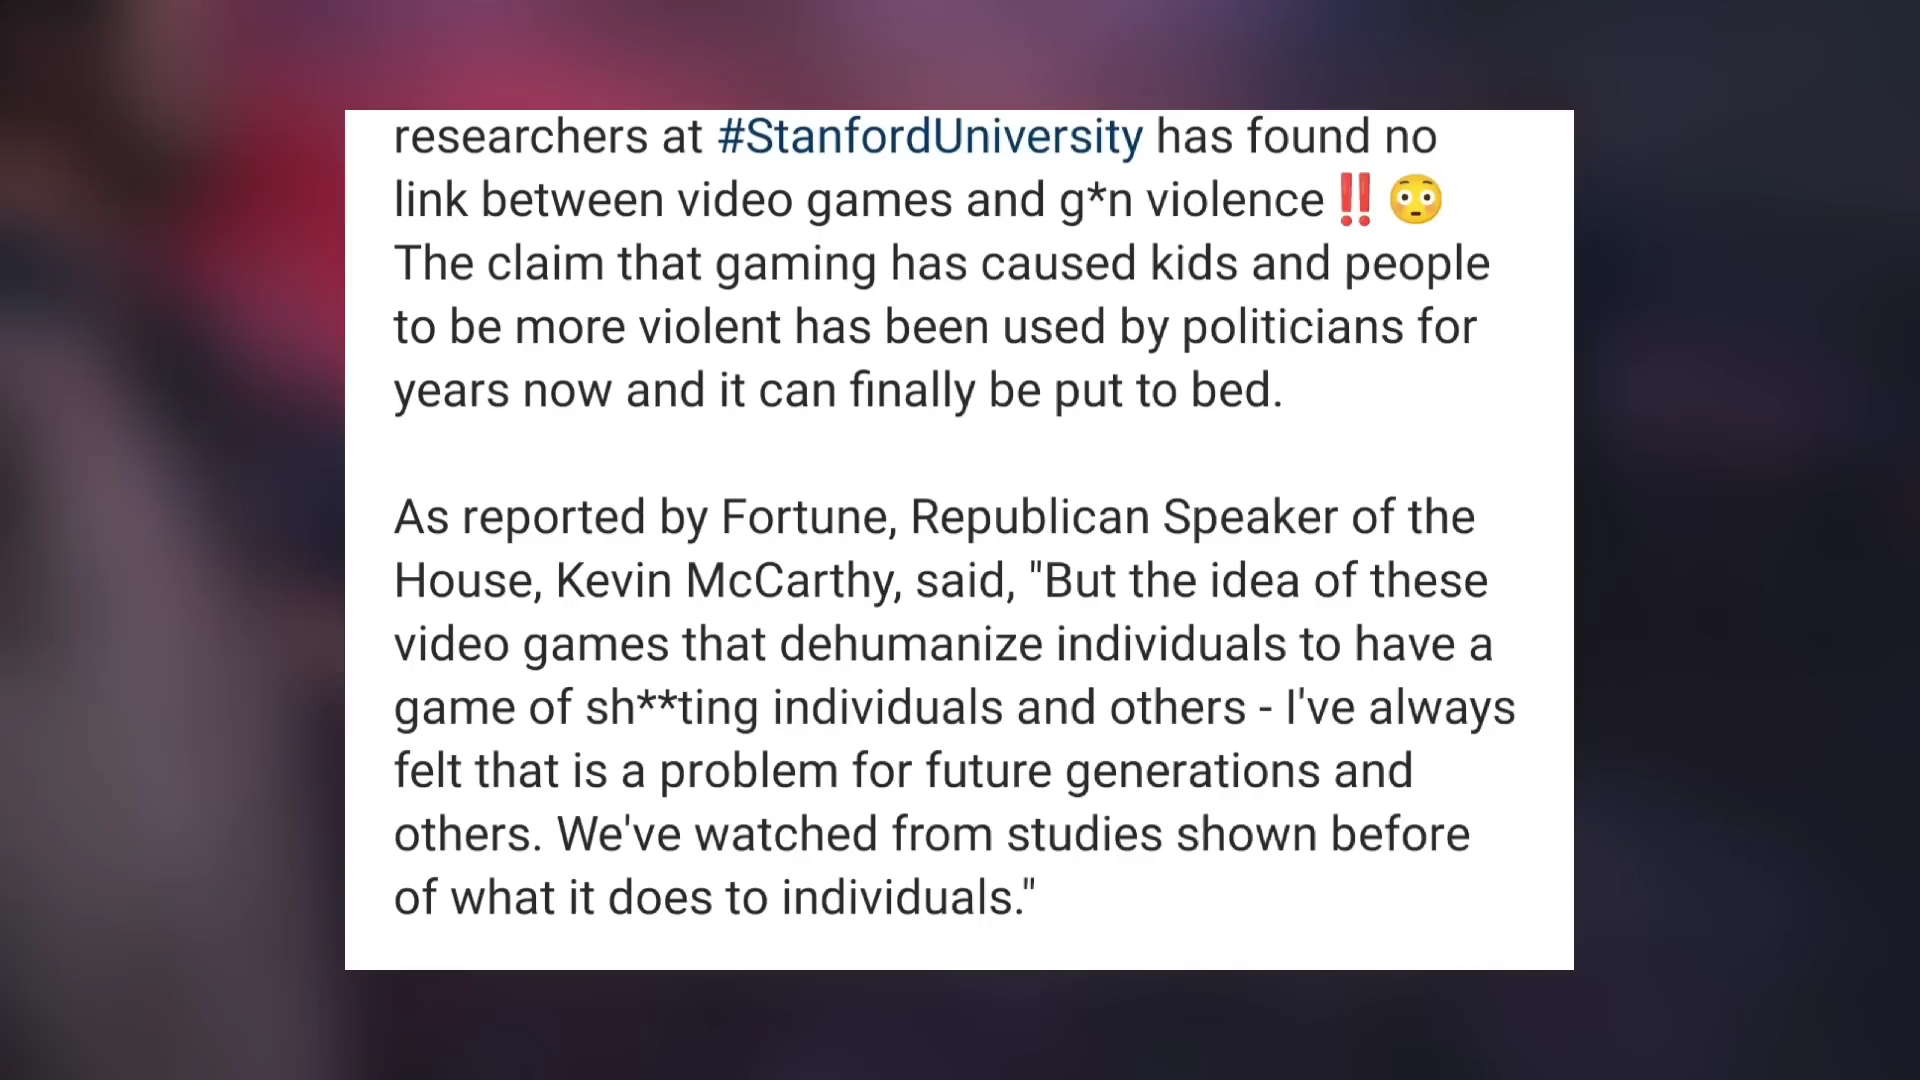 researchers at #StanfordUniversity has found no
link between video games and g*n violence‼️😳
The claim that gaming has caused kids and people
to be more violent has been used by politicians for
years now and it can finally be put to bed.
As reported by Fortune, Republican Speaker of the
House, Kevin McCarthy, said, "But the idea of these
video games that dehumanize individuals to have a
game of sh**ting individuals and others - I've always
felt that is a problem for future generations and
others. We've watched from studies shown before
of what it does to individuals."